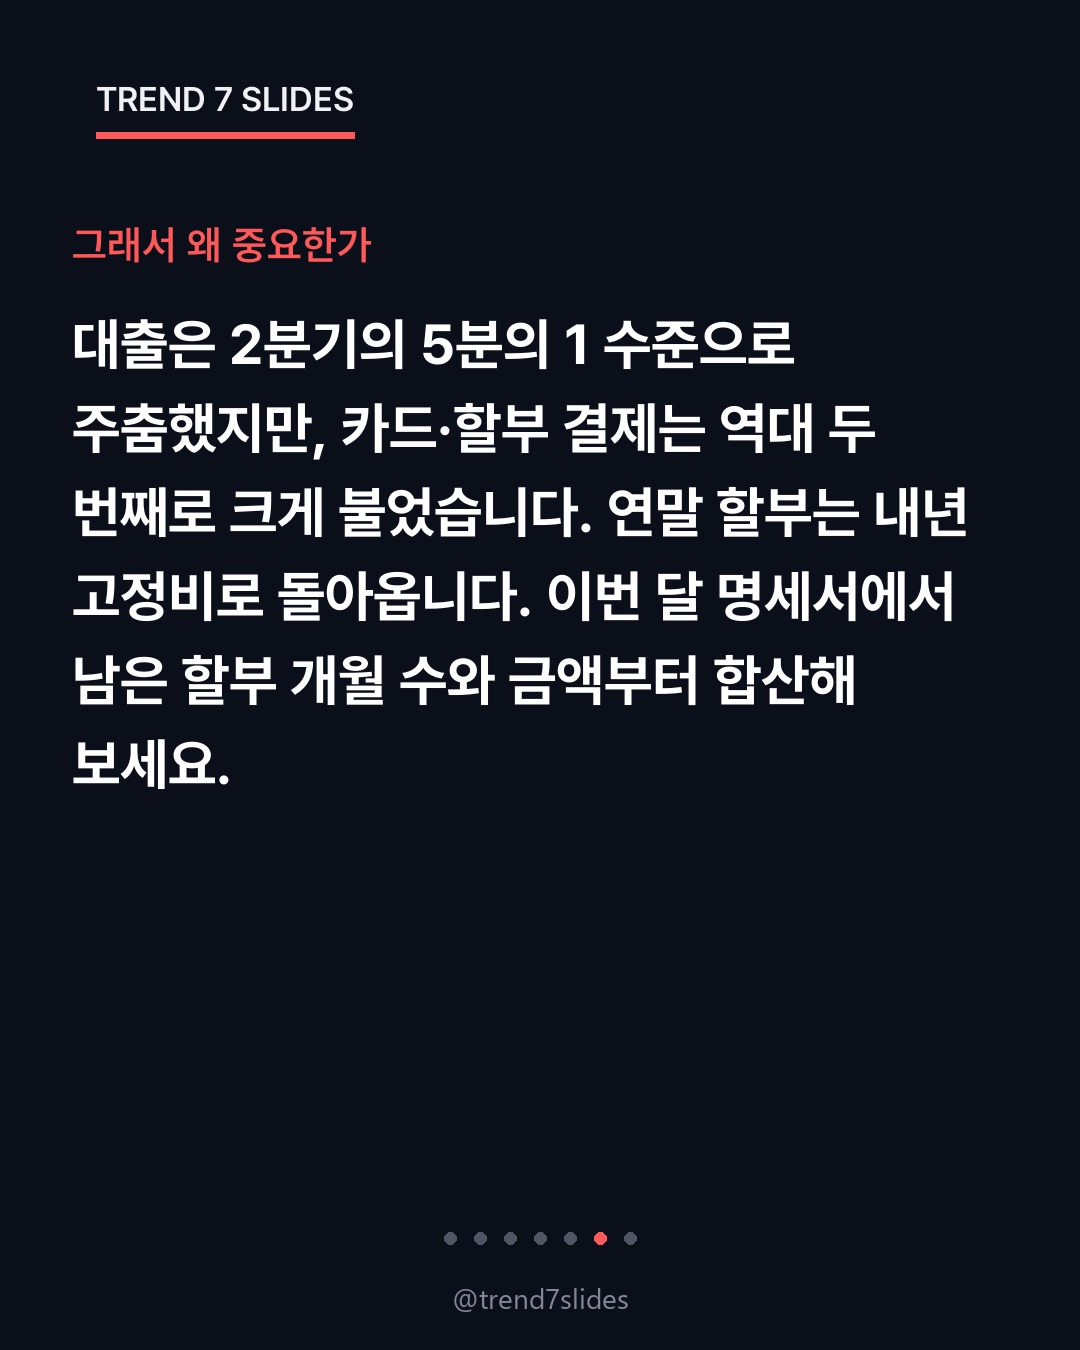 TREND 7 SLIDES
그래서 왜 중요한가
대출은 2분기의 5분의 1 수준으로
주춤했지만, 카드·할부 결제는 역대 두
번째로 크게 불었습니다. 연말 할부는 내년
고정비로 돌아옵니다. 이번 달 명세서에서
남은 할부 개월 수와 금액부터 합산해
보세요.
@trend7slides